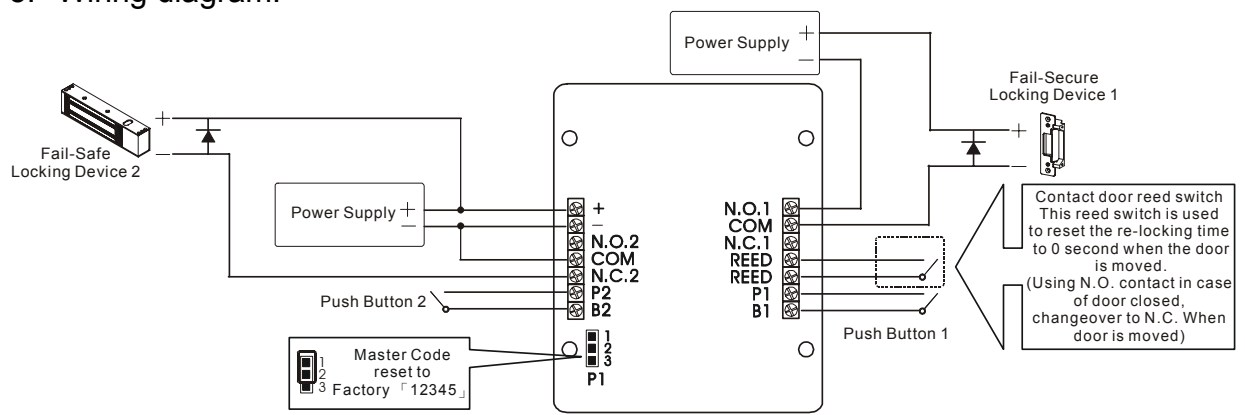 Wiring diagram:
Power Supply +
—
Fail-Secure
Locking Device 1
+
—
+
—
Fail-Safe
Locking Device 2
Power Supply +
—
+
—
N.O.2
COM
N.C.2
P2
B2
N.O.1
COM
N.C.1
REED
REED
P1
B1
Push Button 2
Push Button 1
Contact door reed switch
This reed switch is used
to reset the re-locking time
to 0 second when the door
is moved.
(Using N.O. contact in case
of door closed,
changeover to N.C. When
door is moved)
1
2
3
Master Code
reset to
Factory「12345」
1
2
3
P1